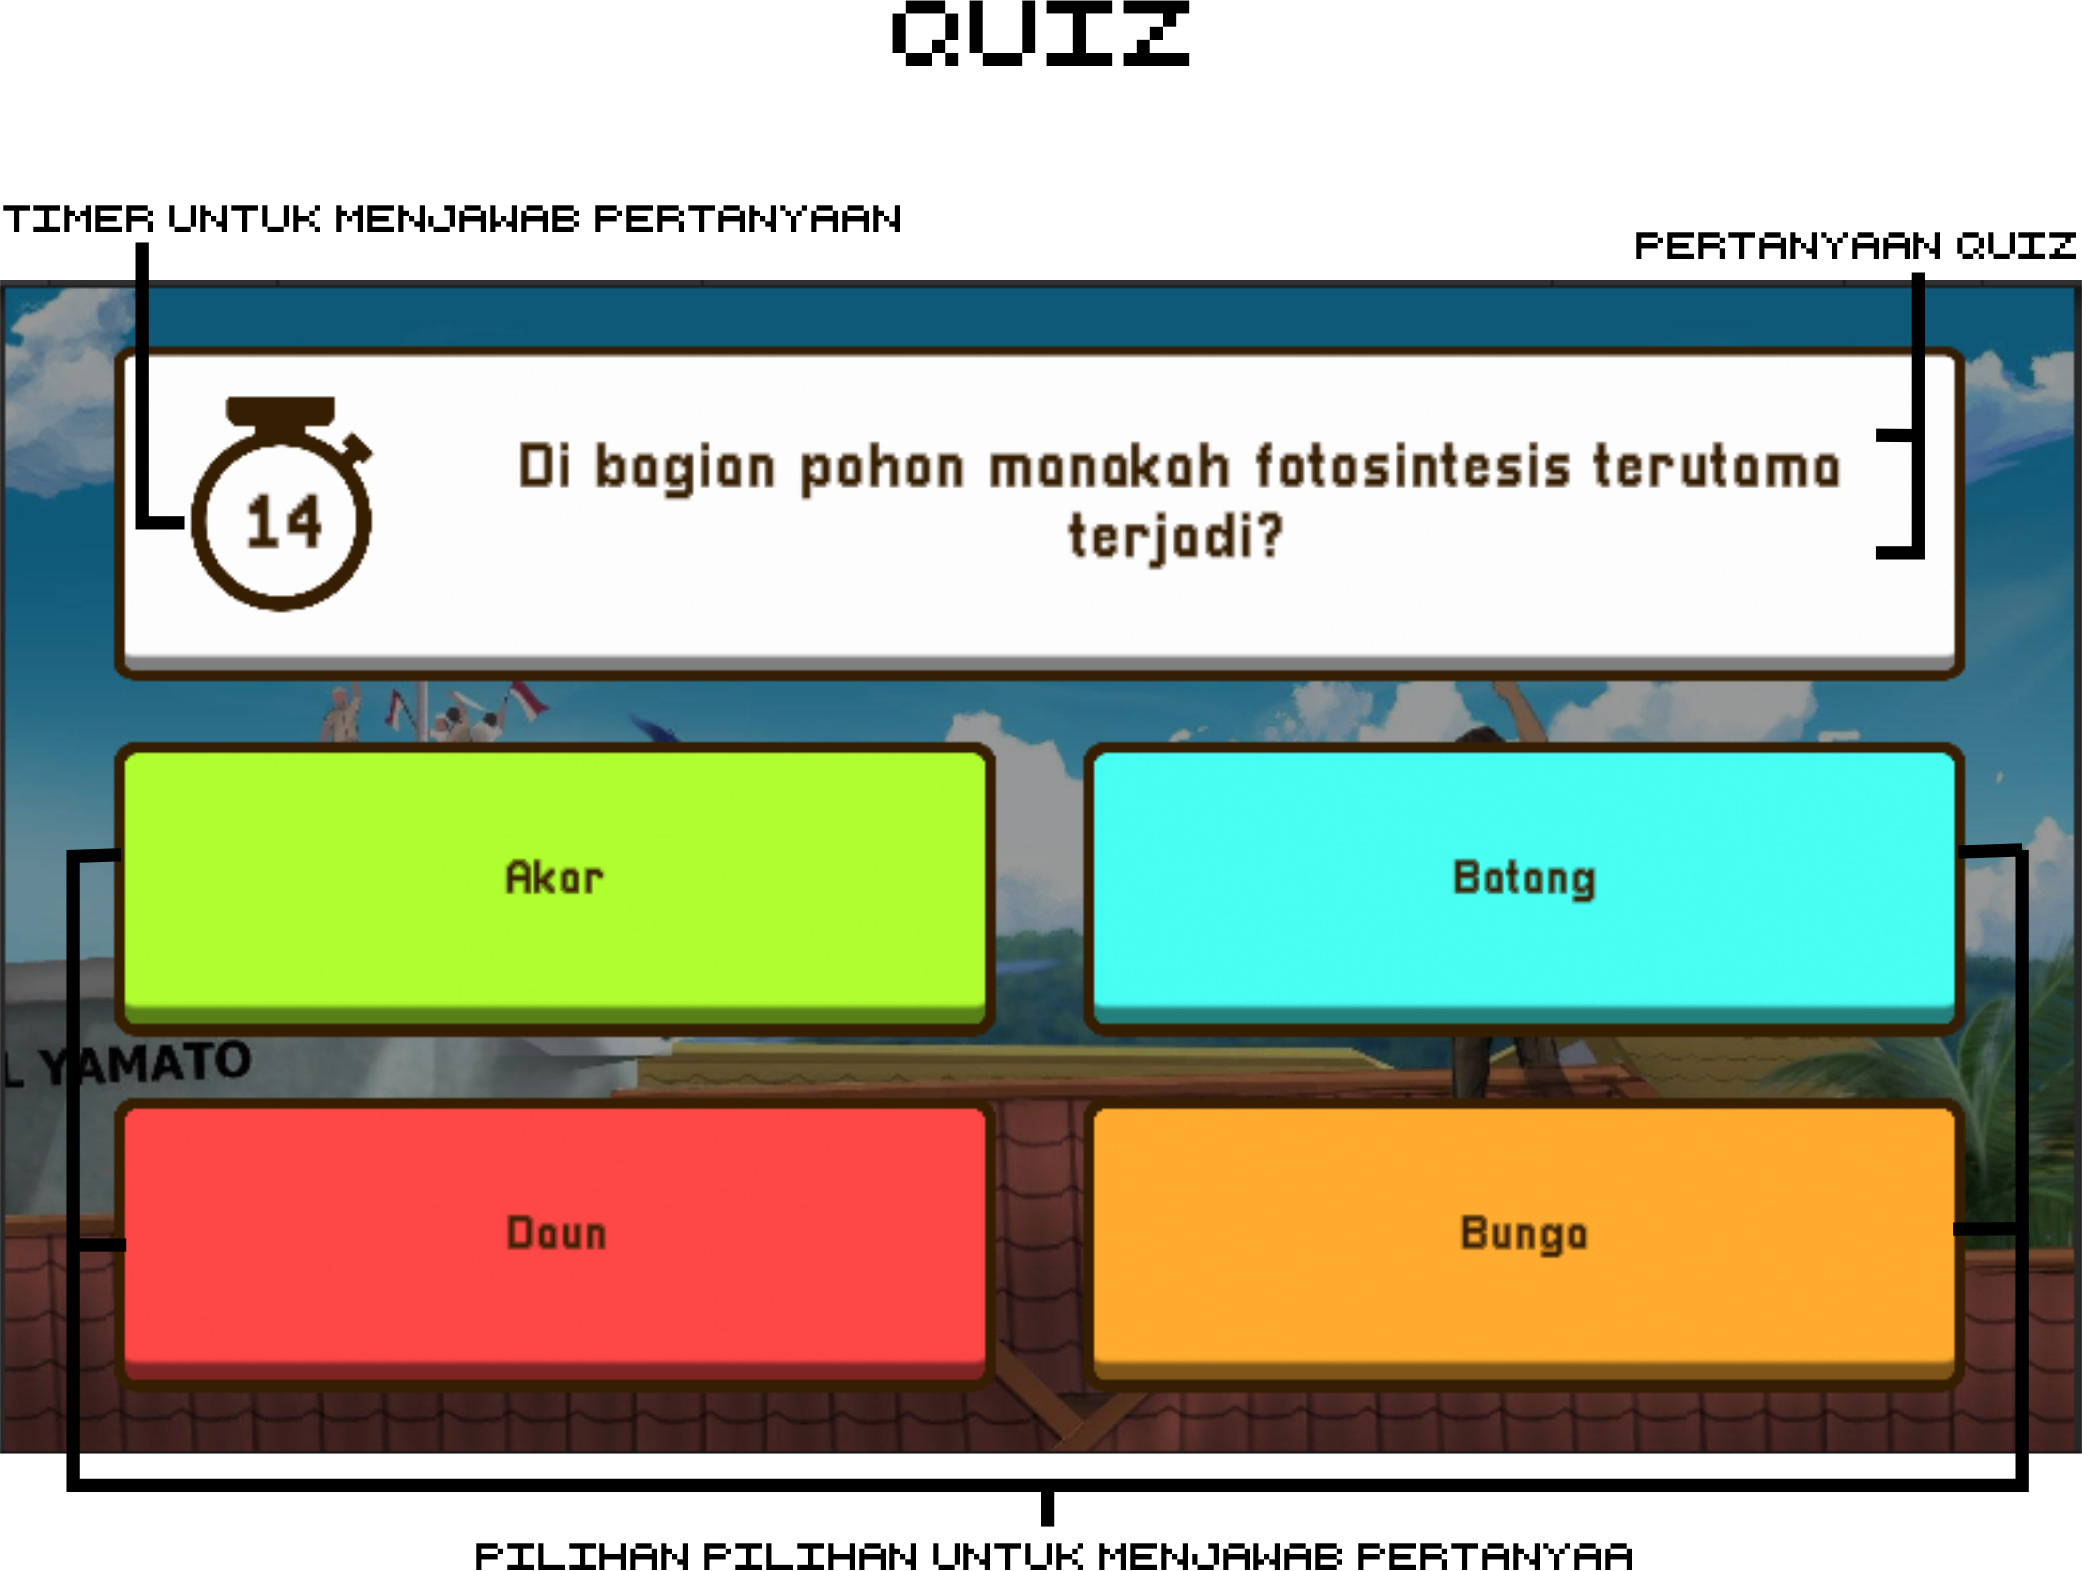 QUIZ
TIMER UNTUK MENJAWAB PERTANYAAN
PERTANYAAN QUIZ
14
Di bagian pohon manakah fotosintesis terutama
terjadi?
Akar
Batang
L YAMATO
Daun
Bunga
PILIHAN PILIHAN UNTUK MENJAWAB PERTANYAA